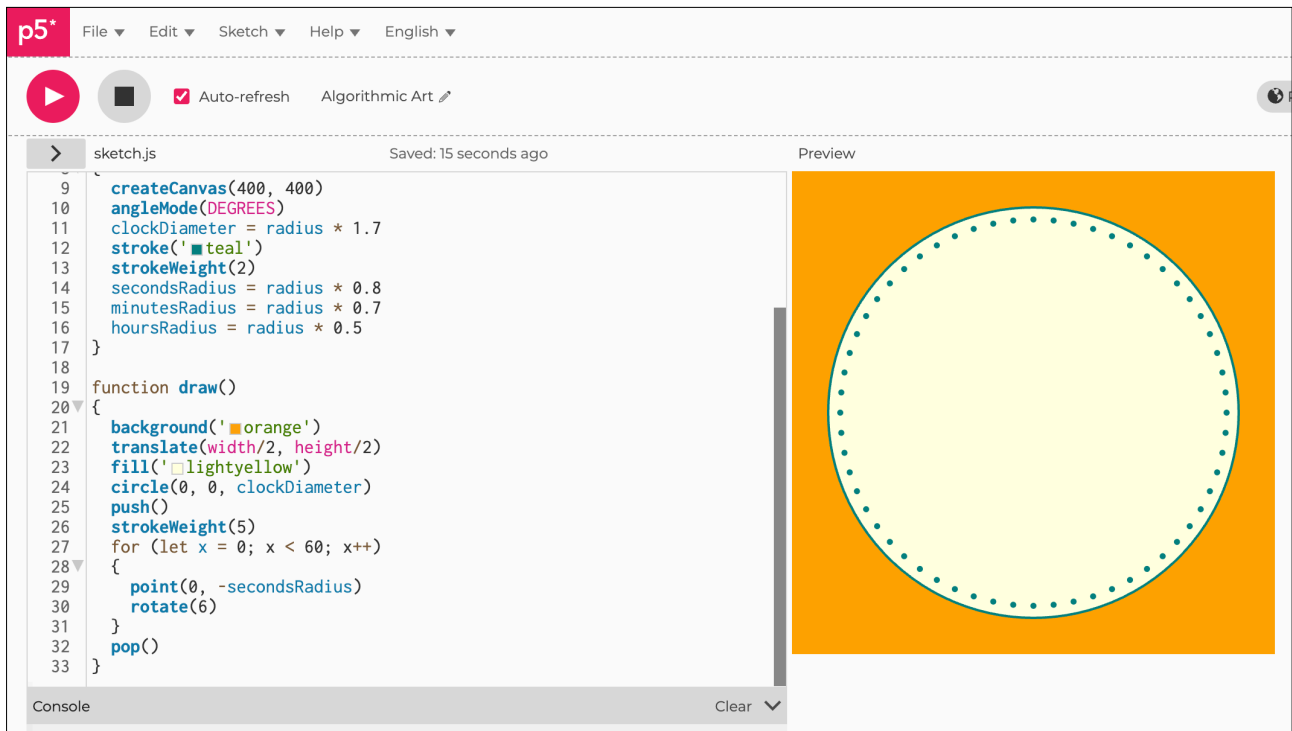 p5* File Edit Sketch Help English
Auto-refresh Algorithmic Art
sketch.js Saved: 15 seconds ago Preview
9 createCanvas(400, 400)
10 angleMode(DEGREES)
11 clockDiameter = radius * 1.7
12 stroke('teal')
13 strokeWeight(2)
14 secondsRadius = radius * 0.8
15 minutesRadius = radius * 0.7
16 hoursRadius = radius * 0.5
17 }
18
19 function draw()
20 {
21 background('orange')
22 translate(width/2, height/2)
23 fill('lightyellow')
24 circle(0, 0, clockDiameter)
25 push()
26 strokeWeight(5)
27 for (let x = 0; x < 60; x++)
28 {
29 point(0, -secondsRadius)
30 rotate(6)
31 }
32 pop()
33 }
Console Clear